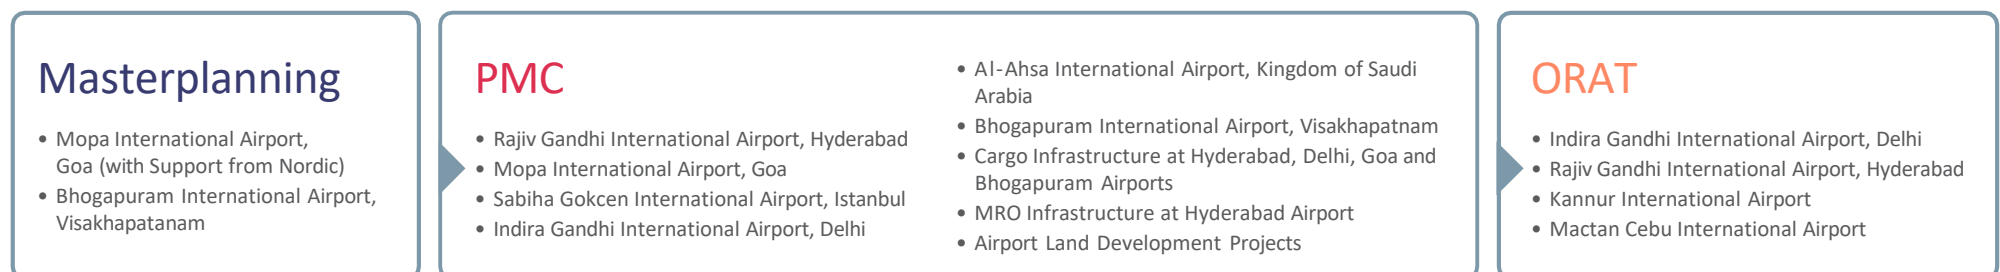 Masterplanning
• Mopa International Airport,
Goa (with Support from Nordic)
• Bhogapuram International Airport,
Visakhapatanam
PMC
• Rajiv Gandhi International Airport, Hyderabad
• Mopa International Airport, Goa
• Sabiha Gokcen International Airport, Istanbul
• Indira Gandhi International Airport, Delhi
• Al-Ahsa International Airport, Kingdom of Saudi
Arabia
• Bhogapuram International Airport, Visakhapatnam
• Cargo Infrastructure at Hyderabad, Delhi, Goa and
Bhogapuram Airports
• MRO Infrastructure at Hyderabad Airport
• Airport Land Development Projects
ORAT
• Indira Gandhi International Airport, Delhi
• Rajiv Gandhi International Airport, Hyderabad
• Kannur International Airport
• Mactan Cebu International Airport